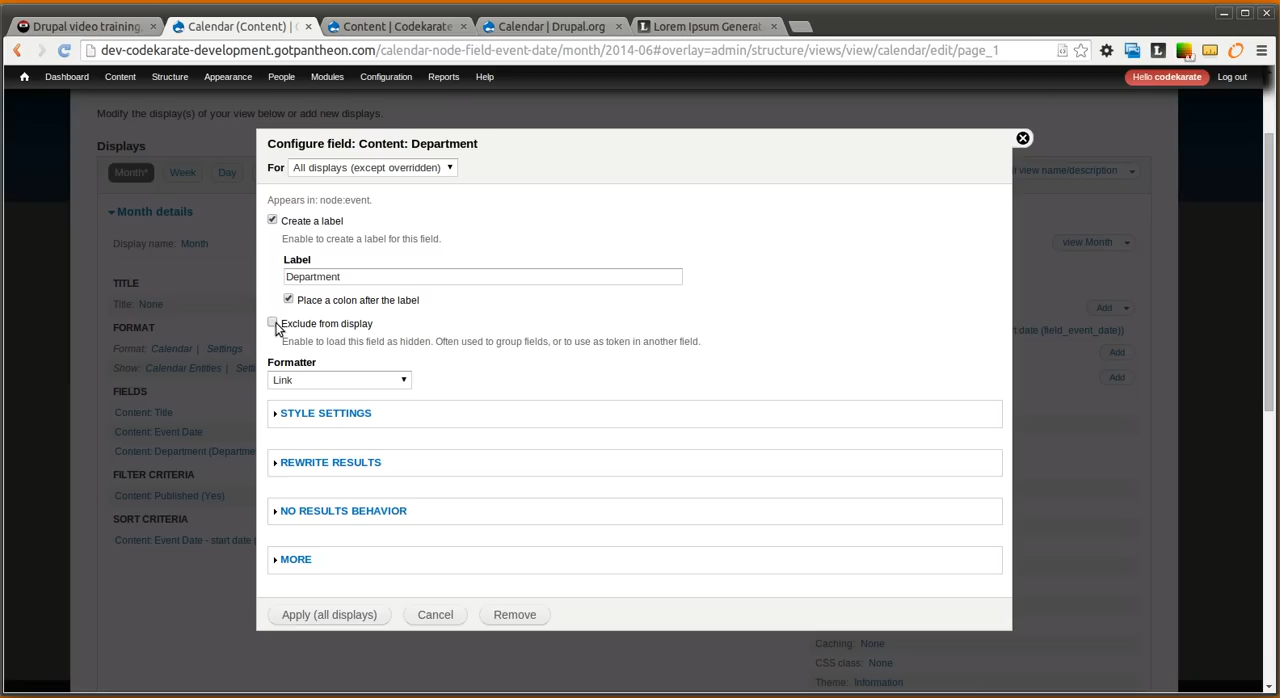 Drupal video training, Calendar (Content) | C Content | Codekarate Calendar | Drupal.org Lorem Ipsum Generat
dev-codekarate-development.gotpantheon.com/calendar-node-field-event-date/month/2014-06#overlay=admin/structure/views/view/calendar/edit/page_1
Dashboard Content Structure Appearance People Modules Configuration Reports Help Hello codekarate Log out
Modify the display(s) of your view below or add new displays.
Displays
Month* Week Day view name/description
Month details
Display name: Month view Month
TITLE
Title: None Add
FORMAT
Format: Calendar | Settings
Show: Calendar Entities | Setti
date (field_event_date))
Add
Add
FIELDS
Content: Title
Content: Event Date
Content: Department (Departme
FILTER CRITERIA
Content: Published (Yes)
SORT CRITERIA
Content: Event Date - start date (
Configure field: Content: Department
For All displays (except overridden)
Appears in: node:event.
Create a label
Enable to create a label for this field.
Label
Department
Place a colon after the label
Exclude from display
Enable to load this field as hidden. Often used to group fields, or to use as token in another field.
Formatter
Link
STYLE SETTINGS
REWRITE RESULTS
NO RESULTS BEHAVIOR
MORE
Apply (all displays) Cancel Remove
Caching: None
CSS class: None
Theme: Information